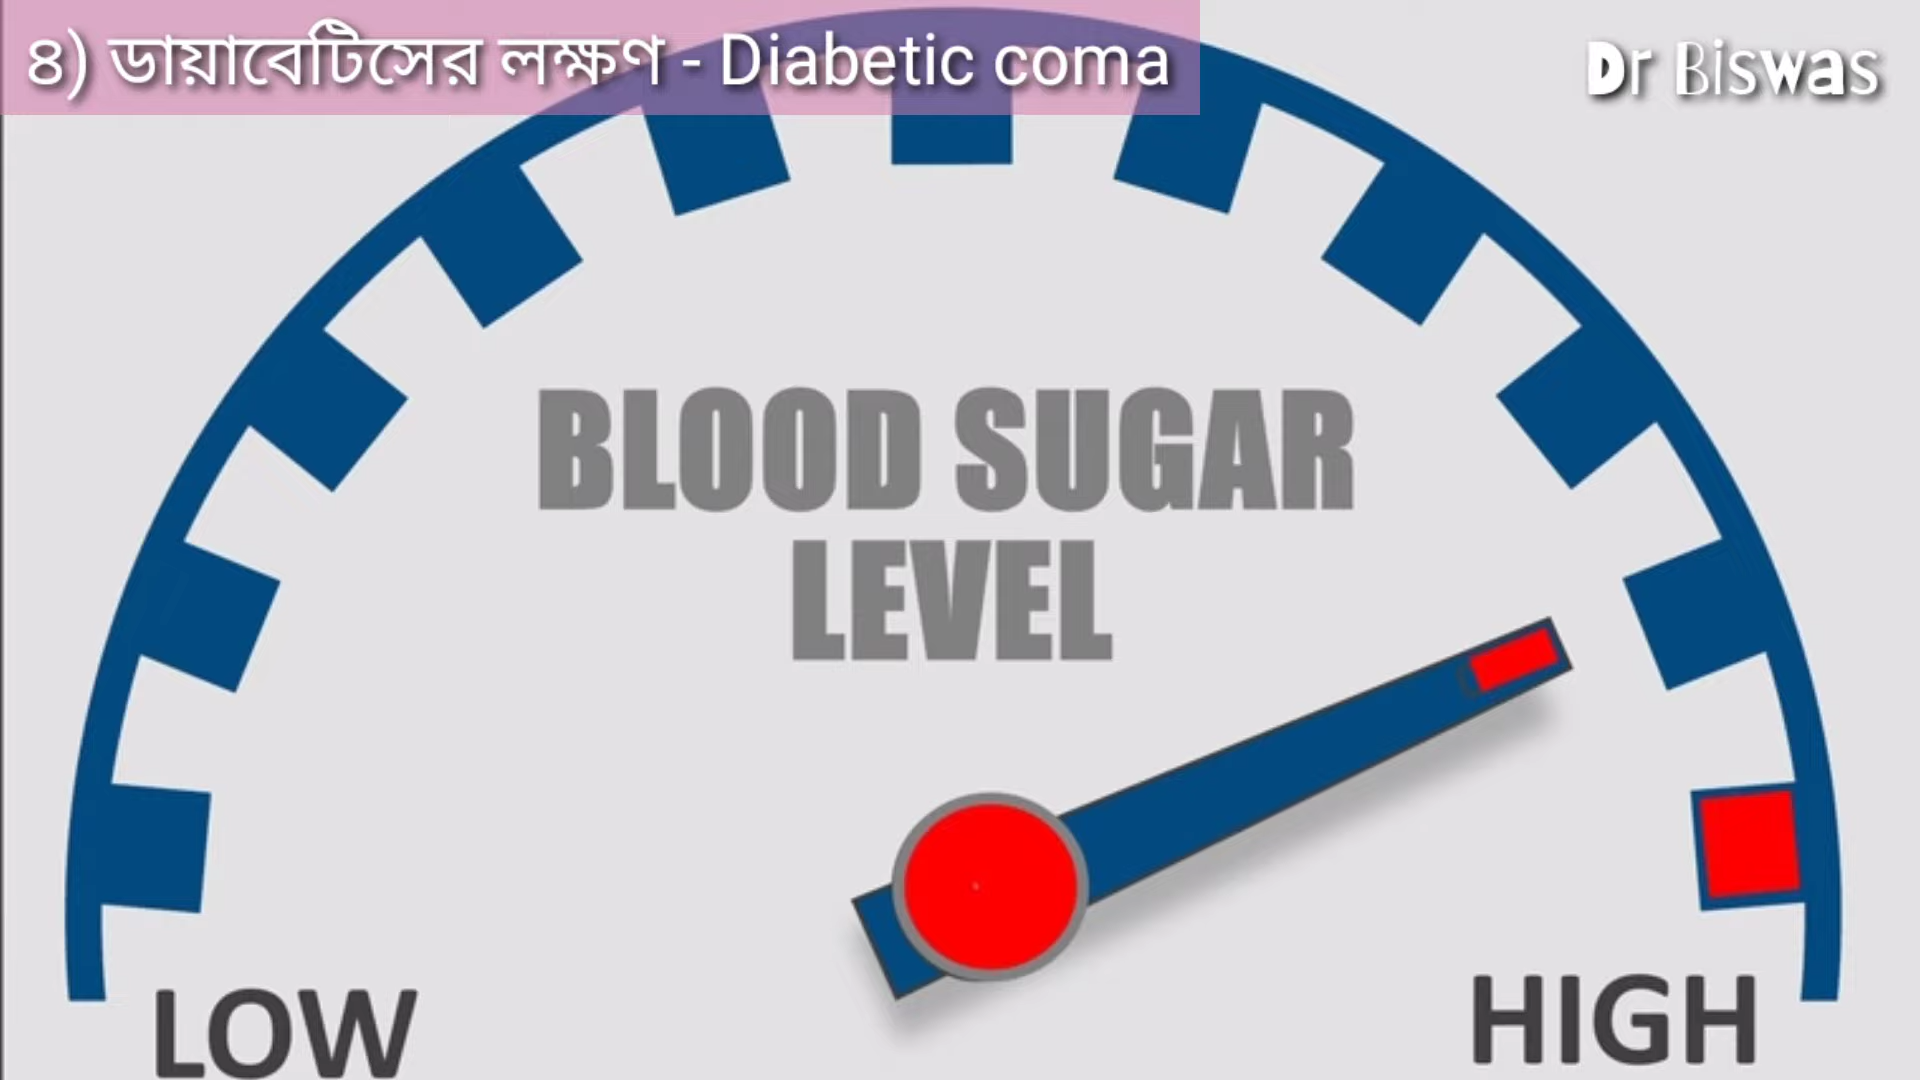 ৪) ডায়াবেটিসের লক্ষণ - Diabetic coma
Dr Biswas
BLOOD SUGAR
LEVEL
LOW
HIGH